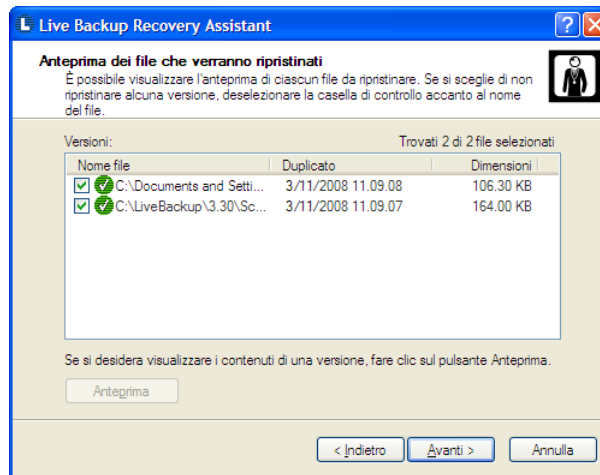 Live Backup Recovery Assistant
Anteprima dei file che verranno ripristinati
È possibile visualizzare l'anteprima di ciascun file da ripristinare. Se si sceglie di non
ripristinare alcuna versione, deselezionare la casella di controllo accanto al nome
del file.
Versioni: Trovati 2 di 2 file selezionati
Nome file Duplicato Dimensioni
C:\Documents and Setti... 3/11/2008 11.09.08 106.30 KB
C:\LiveBackup\3.30\Sc... 3/11/2008 11.09.07 164.00 KB
Se si desidera visualizzare i contenuti di una versione, fare clic sul pulsante Anteprima.
Anteprima
< Indietro Avanti > Annulla